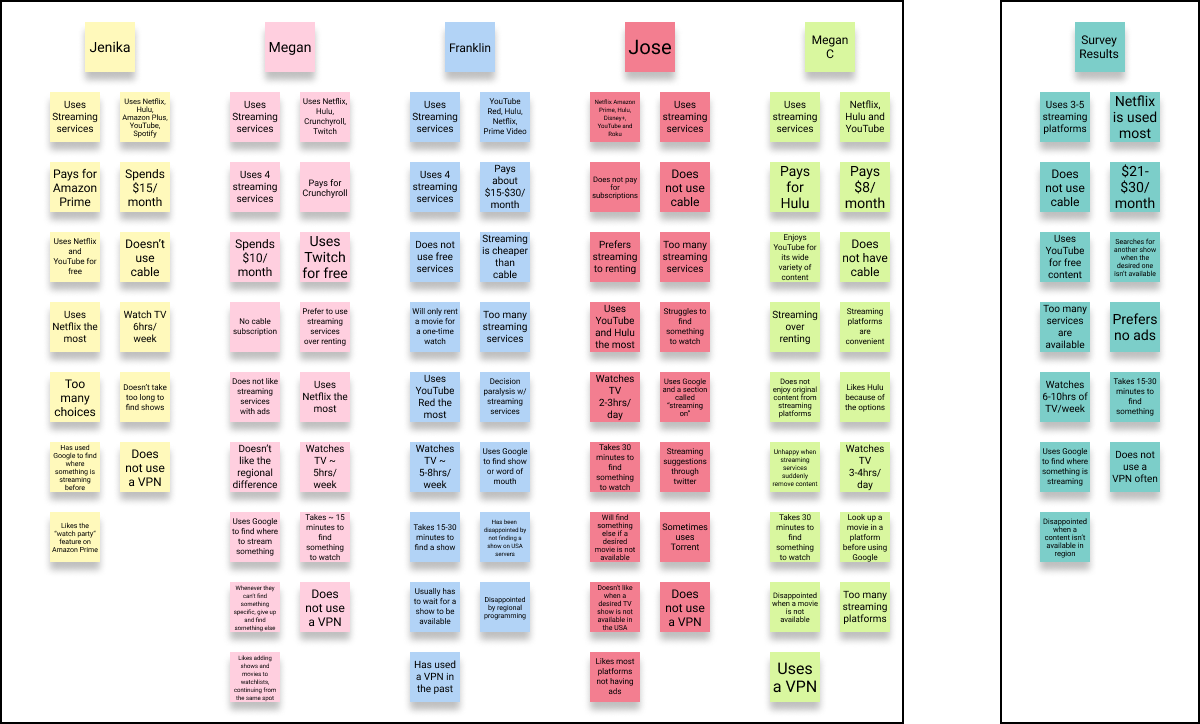 Jenika
Uses
Streaming
services
Uses Netflix,
Hulu,
Amazon Plus,
YouTube,
Spotify
Pays for
Amazon
Prime
Spends
$15/
month
Uses Netflix
and
YouTube for
free
Doesn't
use
cable
Uses
Netflix the
most
Watch TV
6hrs/
week
Too
many
choices
Doesn't take
too long to
find shows
Has used
Google to find
where
something is
streaming
before
Does
not use
a VPN
Likes the
"watch party"
feature on
Amazon Prime
Megan
Uses
Streaming
services
Uses Netflix,
Hulu,
Crunchyroll,
Twitch
Uses 4
streaming
services
Pays for
Crunchyroll
Spends
$10/
month
Uses
Twitch
for free
No cable
subscription
Prefer to use
streaming
services
over renting
Does not like
streaming
services
with ads
Uses
Netflix the
most
Doesn't
like the
regional
difference
Watches
TV ~
5hrs/
week
Uses Google
to find where
to stream
something
Takes ~ 15
minutes to
find
something
to watch
Whenever they
can't find
something
specific, give up
and find
something else
Does
not use
a VPN
Likes adding
shows and
movies to
watchlists,
continuing from
the same spot
Franklin
Uses
Streaming
services
YouTube
Red, Hulu,
Netflix,
Prime Video
Uses 4
streaming
services
Pays
about
$15-$30/
month
Does not
use free
services
Streaming
is cheaper
than
cable
Will only rent
a movie for
a one-time
watch
Too many
streaming
services
Uses
YouTube
Red the
most
Decision
paralysis w/
streaming
services
Watches
TV ~
5-8hrs/
week
Uses Google
to find show
or word of
mouth
Takes 15-30
minutes to
find a show
Has been
disappointed by
not finding
a show on USA
servers
Usually has
to wait for a
show to be
available
Disappointed
by regional
programming
Has used
a VPN in
the past
Jose
Netflix Amazon
Prime, Hulu,
Disney+,
YouTube and
Roku
Uses
streaming
services
Does not pay
for
subscriptions
Does
not use
cable
Prefers
streaming
to renting
Too many
streaming
services
Uses
YouTube
and Hulu
the most
Struggles to
find
something
to watch
Watches
TV
2-3hrs/
day
Uses Google
and a section
called
"streaming
on"
Takes 30
minutes to
find
something
to watch
Streaming
suggestions
through
twitter
Will find
something
else if a
desired
movie is not
available
Sometimes
uses
Torrent
Doesn't like
when a
desired TV
show is not
available in
the USA
Does
not use
a VPN
Likes most
platforms
not having
ads
Megan
C
Uses
streaming
services
Netflix,
Hulu and
YouTube
Pays
for
Hulu
Pays
$8/
month
Enjoys
YouTube for
its wide
variety of
content
Does
not have
cable
Streaming
over
renting
Streaming
platforms
are
convenient
Does not
enjoy original
content from
streaming
platforms
Likes Hulu
because of
the options
Unhappy when
streaming
services
suddenly
remove content
Watches
TV
3-4hrs/
day
Takes 30
minutes to
find
something
to watch
Look up a
movie in a
platform
before using
Google
Disappointed
when a movie
is not
available
Too many
streaming
platforms
Uses
a VPN
Survey
Results
Uses 3-5
streaming
platforms
Netflix
is used
most
Does
not use
cable
$21-
$30/
month
Uses
YouTube
for free
content
Searches for
another show
when the
desired one
isn't available
Too many
services
are
available
Prefers
no ads
Watches
6-10hrs of
TV/week
Takes 15-30
minutes to
find
something
Uses Google
to find where
something is
streaming
Does not
use a
VPN often
Disappointed
when a
content isn't
available in
region